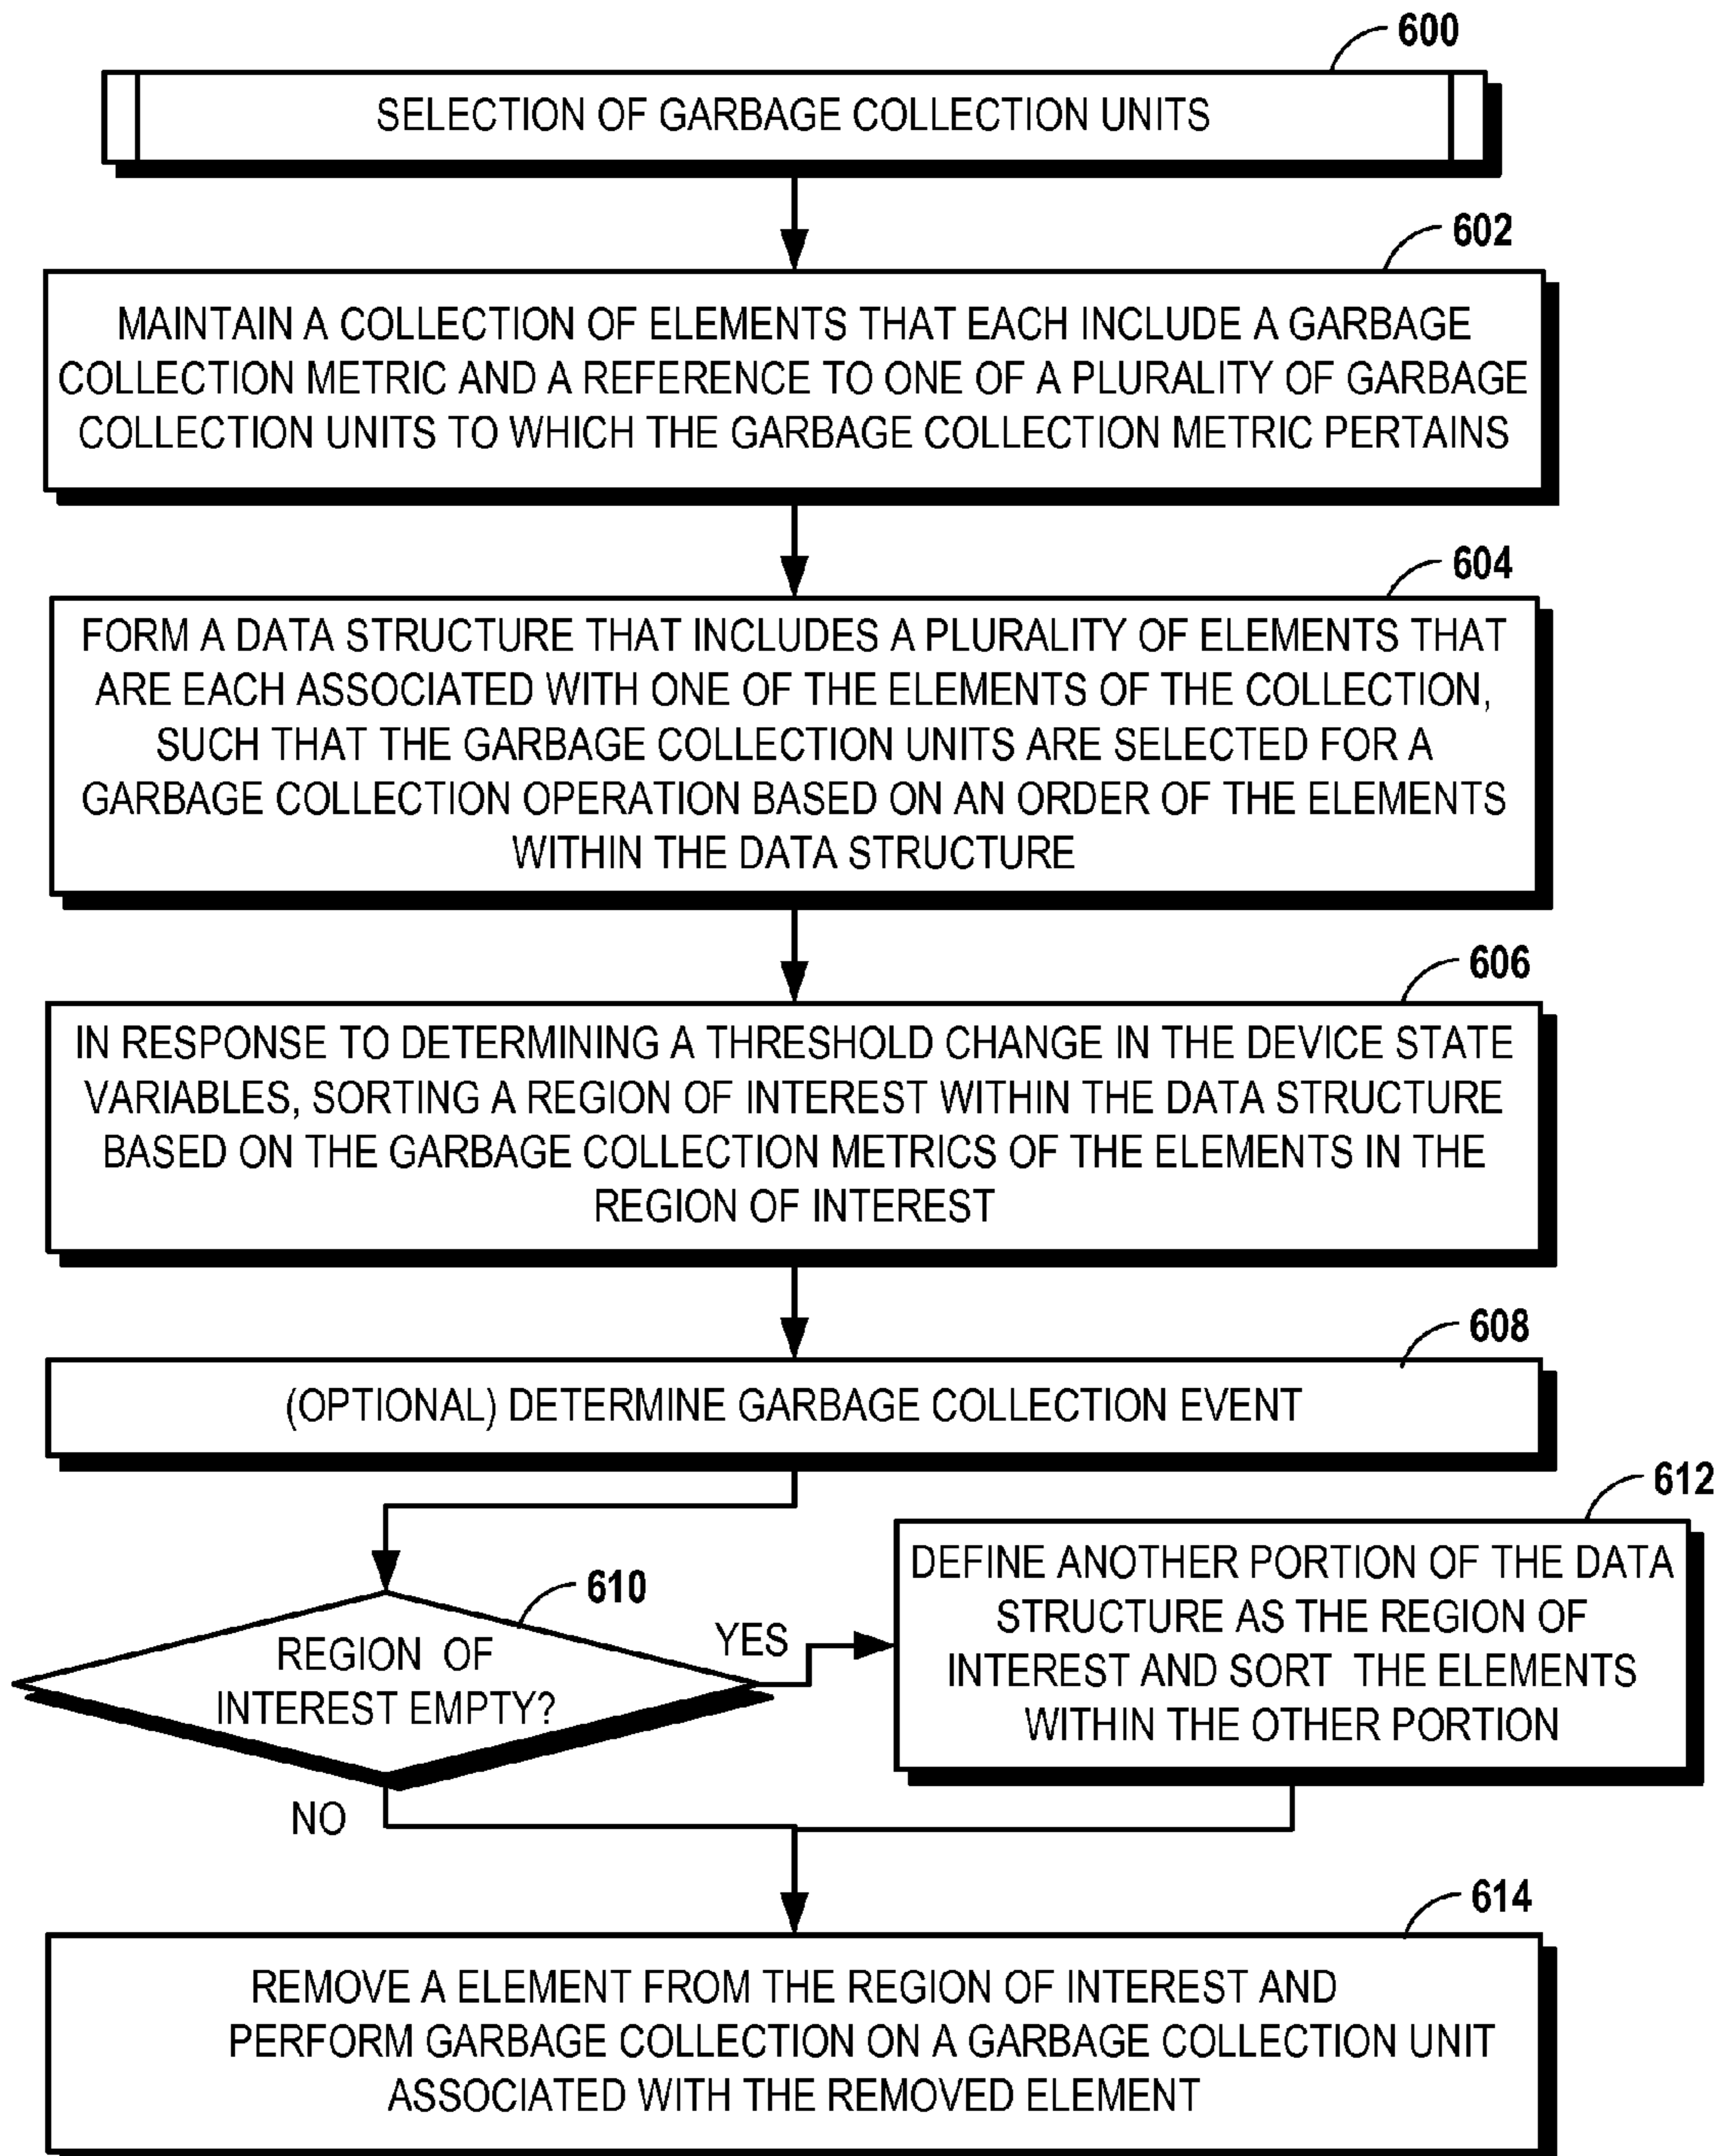 600
SELECTION OF GARBAGE COLLECTION UNITS
602
MAINTAIN A COLLECTION OF ELEMENTS THAT EACH INCLUDE A GARBAGE
COLLECTION METRIC AND A REFERENCE TO ONE OF A PLURALITY OF GARBAGE
COLLECTION UNITS TO WHICH THE GARBAGE COLLECTION METRIC PERTAINS
604
FORM A DATA STRUCTURE THAT INCLUDES A PLURALITY OF ELEMENTS THAT
ARE EACH ASSOCIATED WITH ONE OF THE ELEMENTS OF THE COLLECTION,
SUCH THAT THE GARBAGE COLLECTION UNITS ARE SELECTED FOR A
GARBAGE COLLECTION OPERATION BASED ON AN ORDER OF THE ELEMENTS
WITHIN THE DATA STRUCTURE
606
IN RESPONSE TO DETERMINING A THRESHOLD CHANGE IN THE DEVICE STATE
VARIABLES, SORTING A REGION OF INTEREST WITHIN THE DATA STRUCTURE
BASED ON THE GARBAGE COLLECTION METRICS OF THE ELEMENTS IN THE
REGION OF INTEREST
608
(OPTIONAL) DETERMINE GARBAGE COLLECTION EVENT
610
REGION OF
INTEREST EMPTY?
YES
NO
612
DEFINE ANOTHER PORTION OF THE DATA
STRUCTURE AS THE REGION OF
INTEREST AND SORT THE ELEMENTS
WITHIN THE OTHER PORTION
614
REMOVE A ELEMENT FROM THE REGION OF INTEREST AND
PERFORM GARBAGE COLLECTION ON A GARBAGE COLLECTION UNIT
ASSOCIATED WITH THE REMOVED ELEMENT